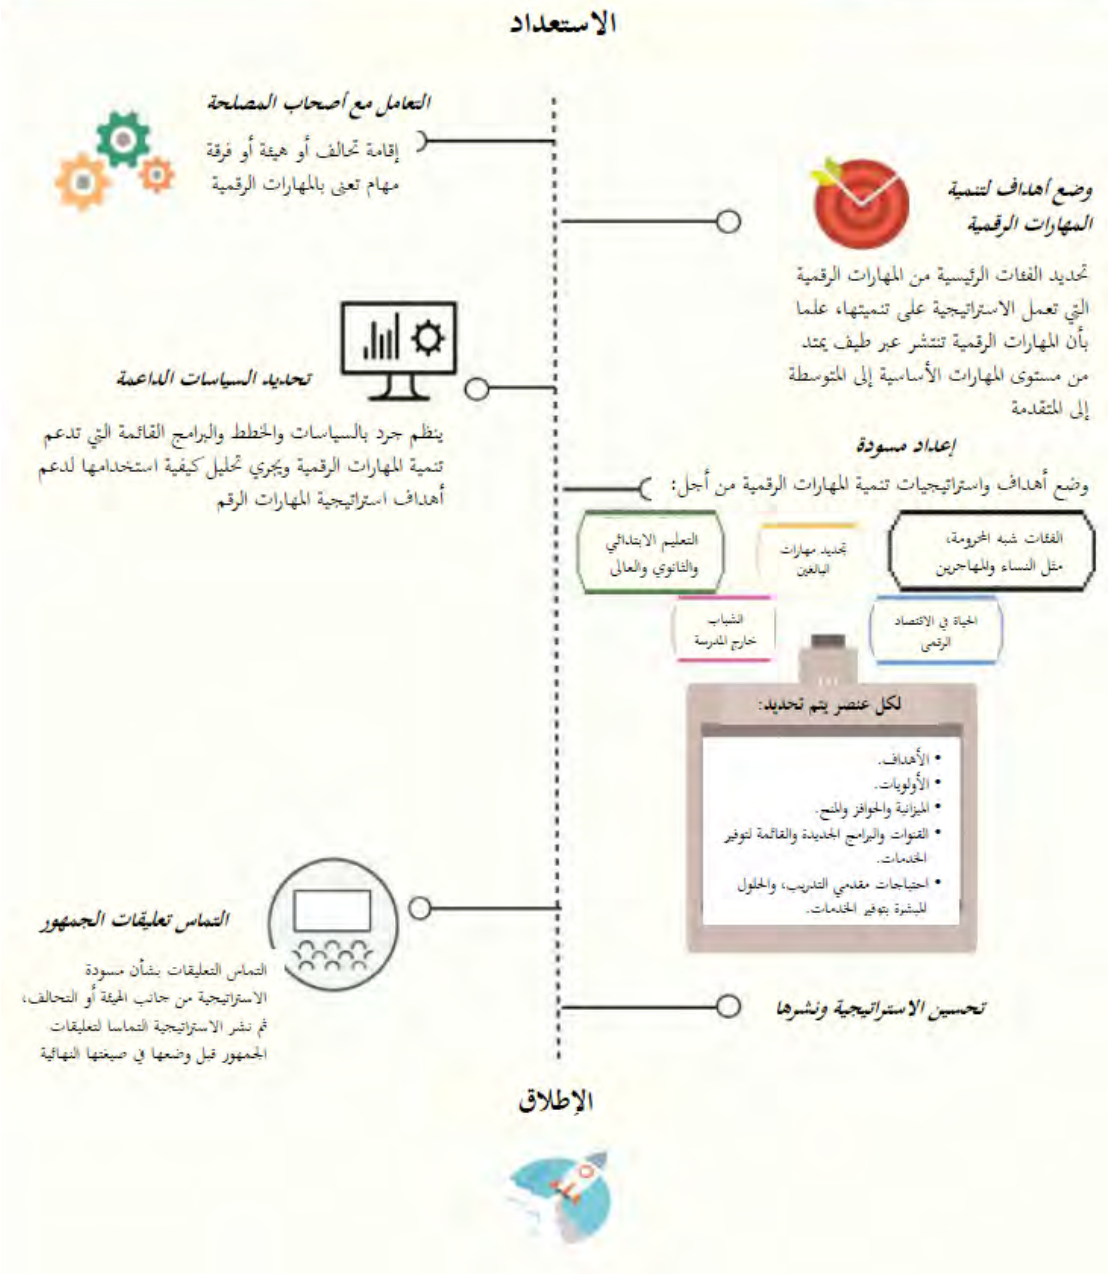 الاستعداد
التعامل مع أصحاب المصلحة
إقامة تحالف أو هيئة أو فرقة
مهام تعنى بالمهارات الرقمية
وضع أهداف لتنمية
المهارات الرقمية
تحديد الفئات الرئيسية من المهارات الرقمية
التي تعمل الاستراتيجية على تنميتها، علما
بأن المهارات الرقمية تنتشر عبر طيف يمتد
من مستوى المهارات الأساسية إلى المتوسطة
إلى المتقدمة
تحديد السياسات الداعمة
ينظم جرد بالسياسات والخطط والبرامج القائمة التي تدعم
تنمية المهارات الرقمية ويجري تحليل كيفية استخدامها لدعم
أهداف استراتيجية المهارات الرقم
إعداد مسودة
وضع أهداف واستراتيجيات تنمية المهارات الرقمية من أجل:
الفئات شبه المحرومة،
مثل النساء والمهاجرين
تحديد مهارات
البالغين
التعليم الابتدائي
والثانوي والعالى
الحياة في الاقتصاد
الرقمى
الشباب
خارج المدرسة
لكل عنصر يتم تحديد:
• الأهداف.
• الأولويات.
• الميزانية والحوافز والمنح.
• القنوات والبرامج الجديدة والقائمة لتوفير
الخدمات.
• احتياجات مقدمي التدريب، والحلول
المبشرة بتوفير الخدمات.
التماس تعليقات الجمهور
التماس التعليقات بشأن مسودة
الاستراتيجية من جانب الهيئة أو التحالف،
ثم نشر الاستراتيجية التماسا لتعليقات
الجمهور قبل وضعها في صيغتها النهائية
تحسين الاستراتيجية ونشرها
الإطلاق